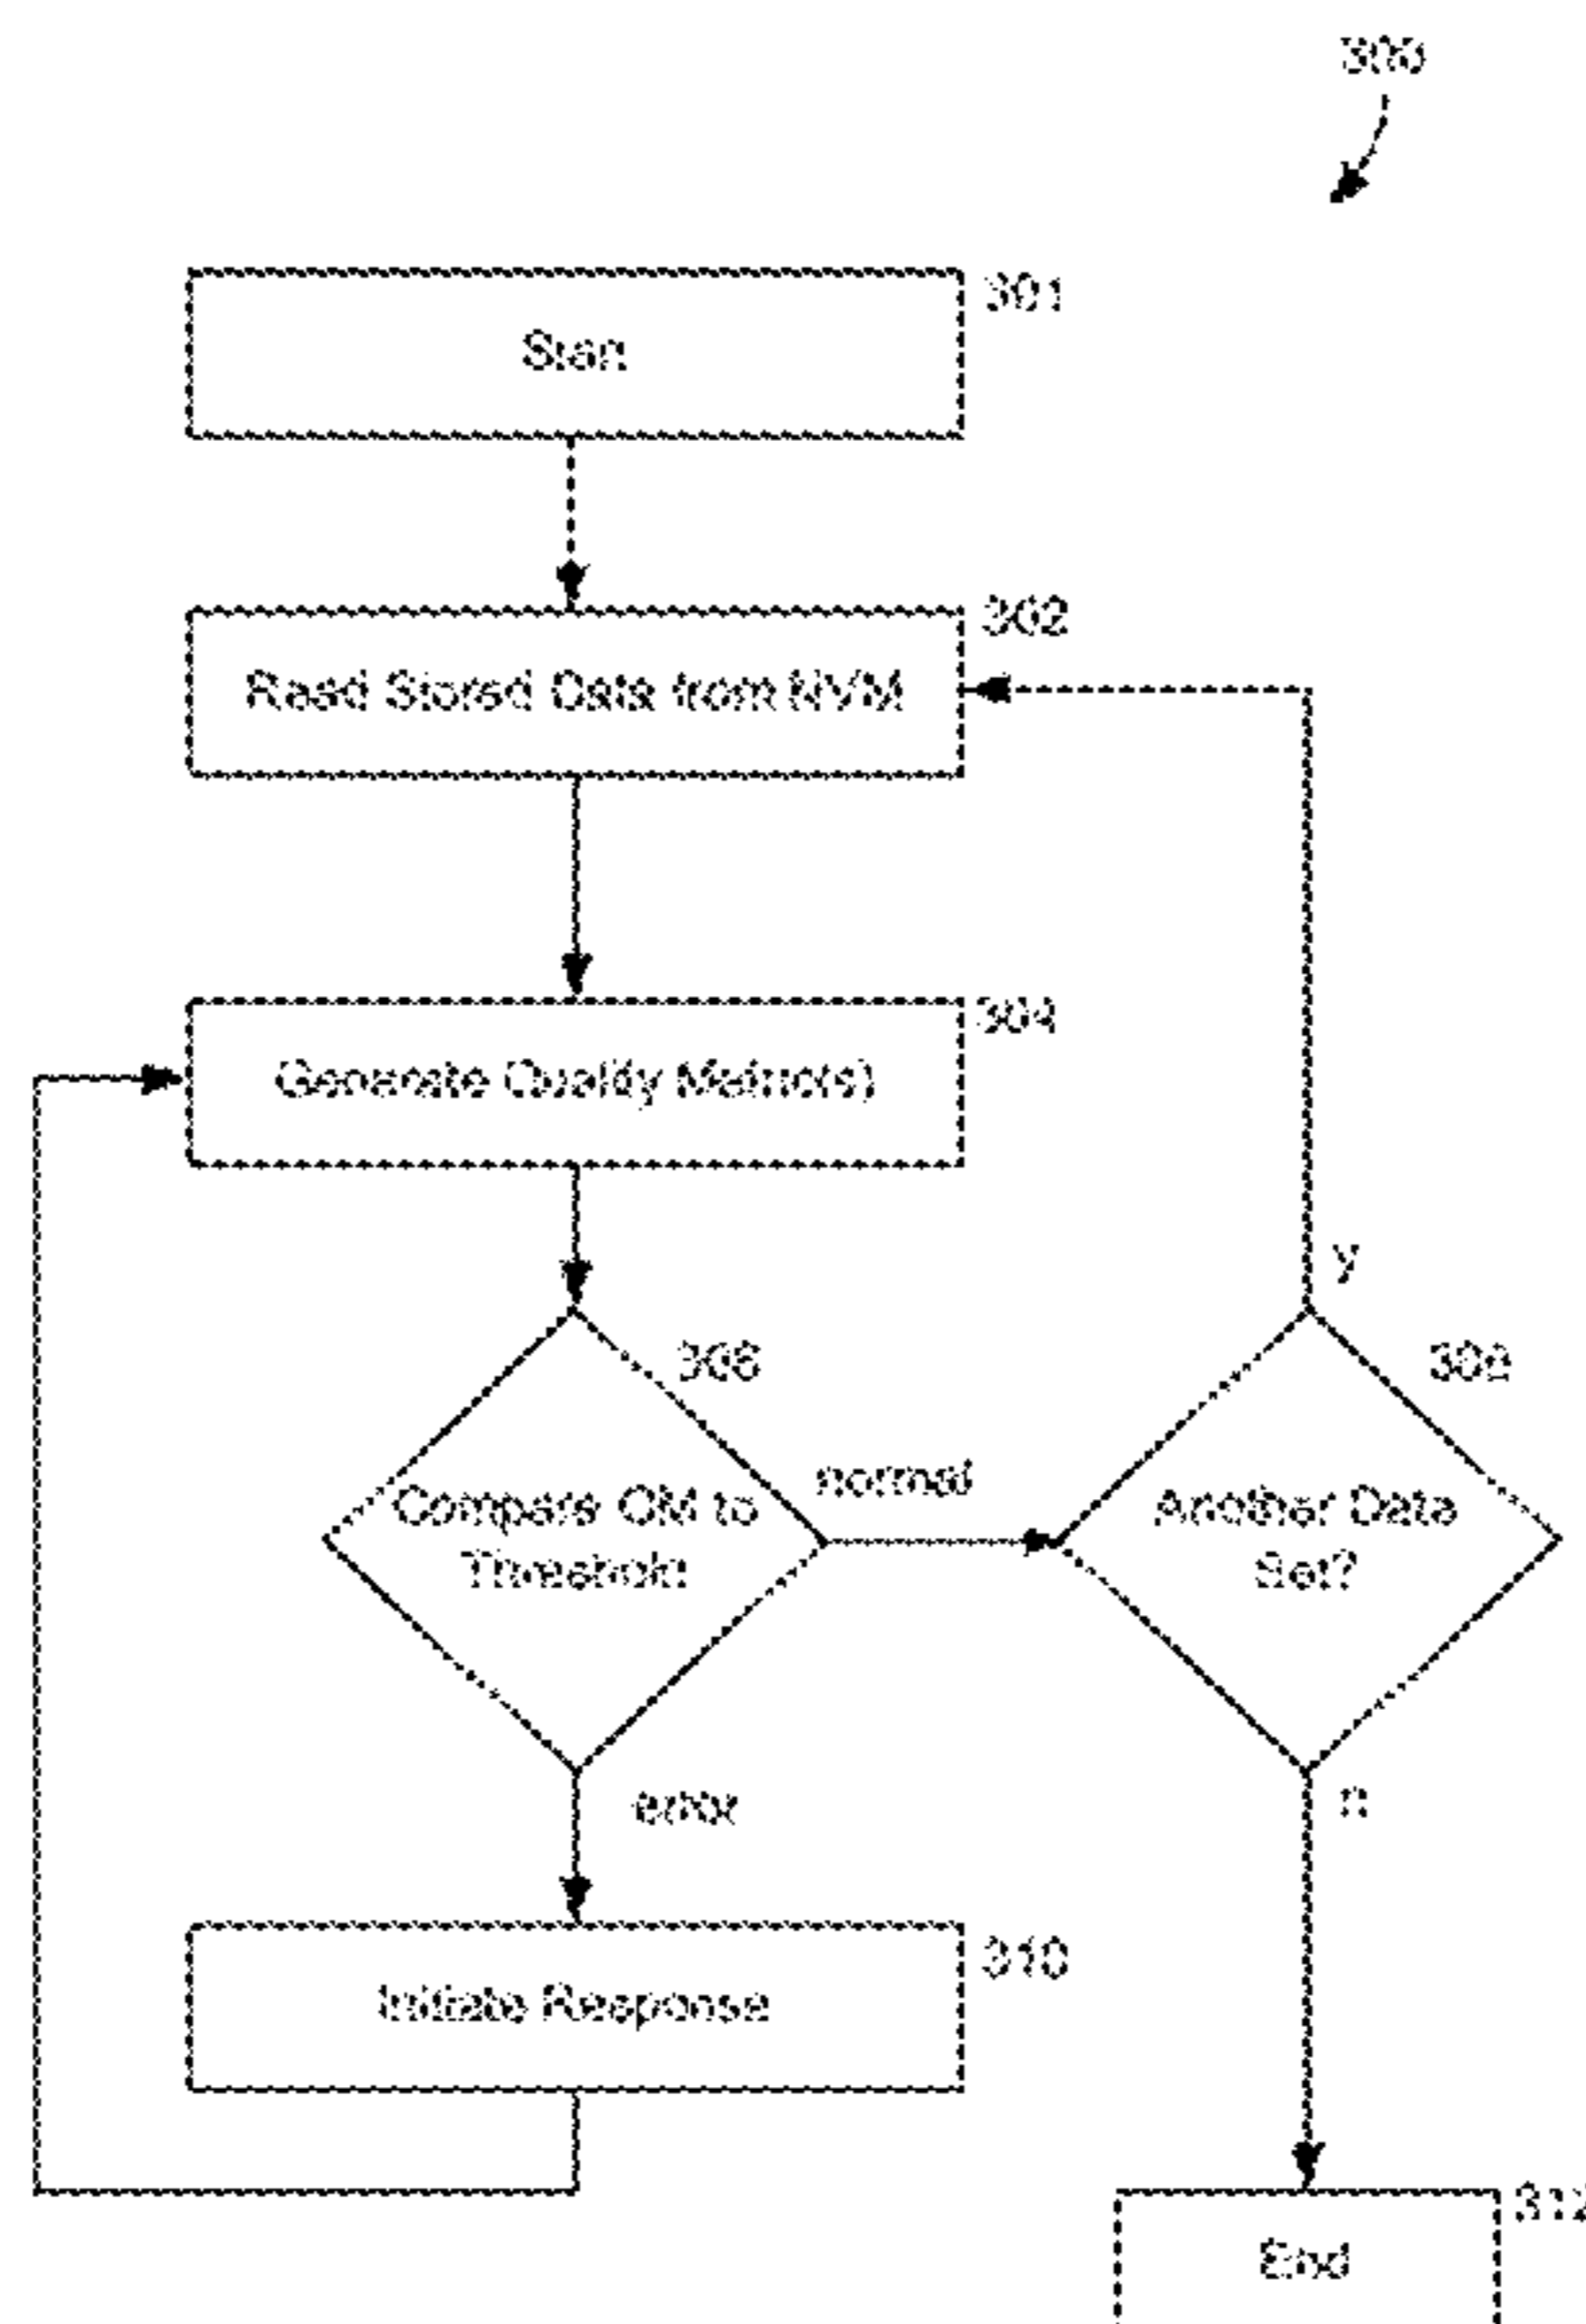 300
301
Start
302
Read Stored Data from NVM
304
Generate Quality Metric(s)
y
306
308
normal
Compare QM to
Threshold
Another Data
Set?
error
n
310
Initiate Response
312
End